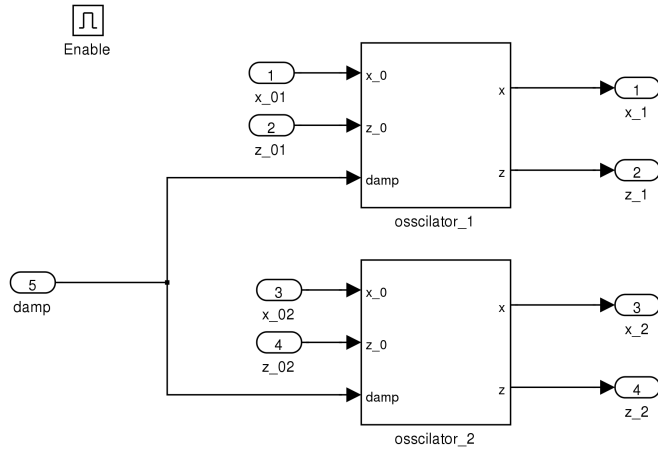 Enable
1
x_01
2
z_01
x_0
z_0
damp
x
z
osscilator_1
1
x_1
2
z_1
5
damp
3
x_02
4
z_02
x_0
z_0
damp
x
z
osscilator_2
3
x_2
4
z_2